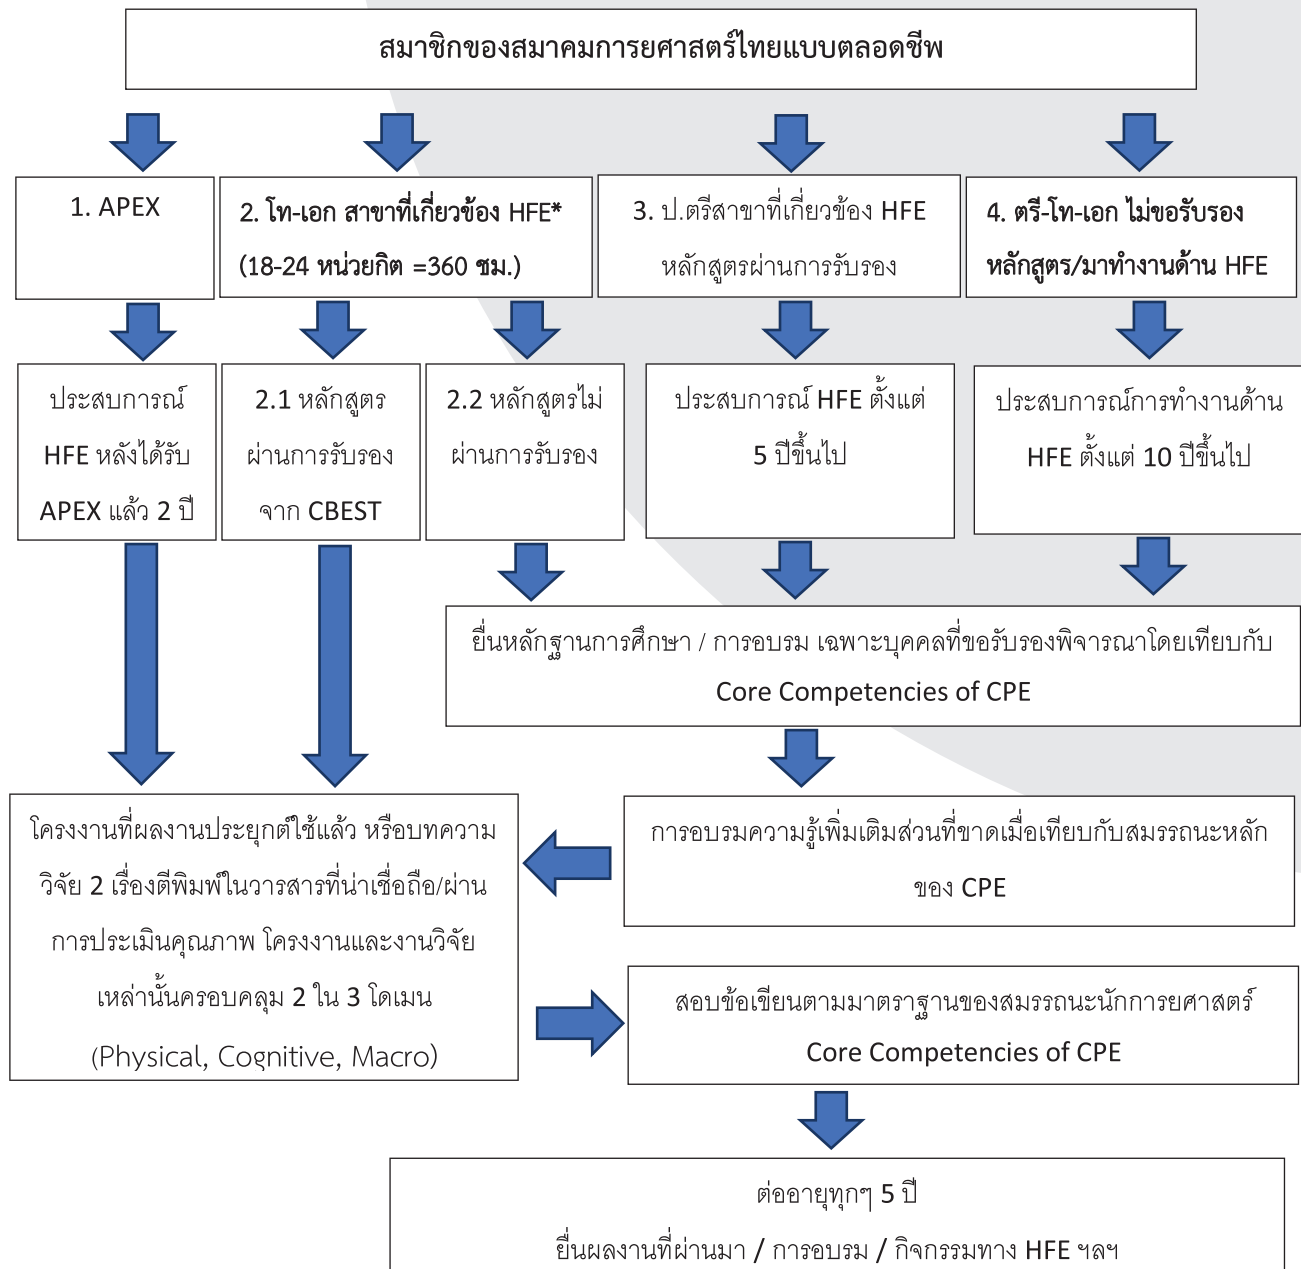 สมาชิกของสมาคมการยศาสตร์ไทยแบบตลอดชีพ
1. APEX
2. โท-เอก สาขาที่เกี่ยวข้อง HFE*
(18-24 หน่วยกิต =360 ชม.)
3. ป.ตรีสาขาที่เกี่ยวข้อง HFE
หลักสูตรผ่านการรับรอง
4. ตรี-โท-เอก ไม่ขอรับรอง
หลักสูตร/มาทำงานด้าน HFE
ประสบการณ์
HFE หลังได้รับ
APEX แล้ว 2 ปี
2.1 หลักสูตร
ผ่านการรับรอง
จาก CBEST
2.2 หลักสูตรไม่
ผ่านการรับรอง
ประสบการณ์ HFE ตั้งแต่
5 ปีขึ้นไป
ประสบการณ์การทำงานด้าน
HFE ตั้งแต่ 10 ปีขึ้นไป
ยื่นหลักฐานการศึกษา / การอบรม เฉพาะบุคคลที่ขอรับรองพิจารณาโดยเทียบกับ
Core Competencies of CPE
โครงงานที่ผลงานประยุกต์ใช้แล้ว หรือบทความ
วิจัย 2 เรื่องตีพิมพ์ในวารสารที่น่าเชื่อถือ/ผ่าน
การประเมินคุณภาพ โครงงานและงานวิจัย
เหล่านั้นครอบคลุม 2 ใน 3 โดเมน
(Physical, Cognitive, Macro)
การอบรมความรู้เพิ่มเติมส่วนที่ขาดเมื่อเทียบกับสมรรถนะหลัก
ของ CPE
สอบข้อเขียนตามมาตราฐานของสมรรถนะนักการยศาสตร์
Core Competencies of CPE
ต่ออายุทุกๆ 5 ปี
ยื่นผลงานที่ผ่านมา / การอบรม / กิจกรรมทาง HFE ฯลฯ